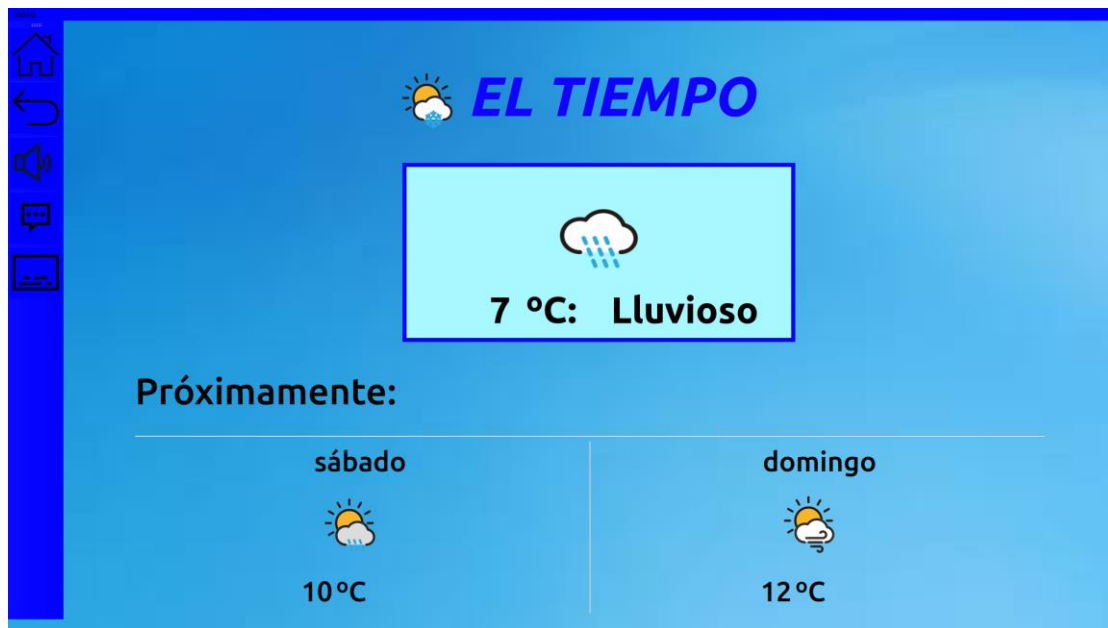 EL TIEMPO
7 ºC: Lluvioso
Próximamente:
sábado
domingo
10 ºC
12 ºC